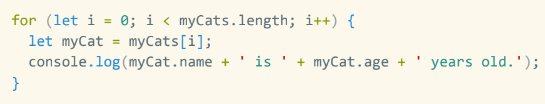 for (let i = 0; i < myCats.length; i++) {
  let myCat = myCats[i];
  console.log(myCat.name + ' is ' + myCat.age + ' years old.');
}